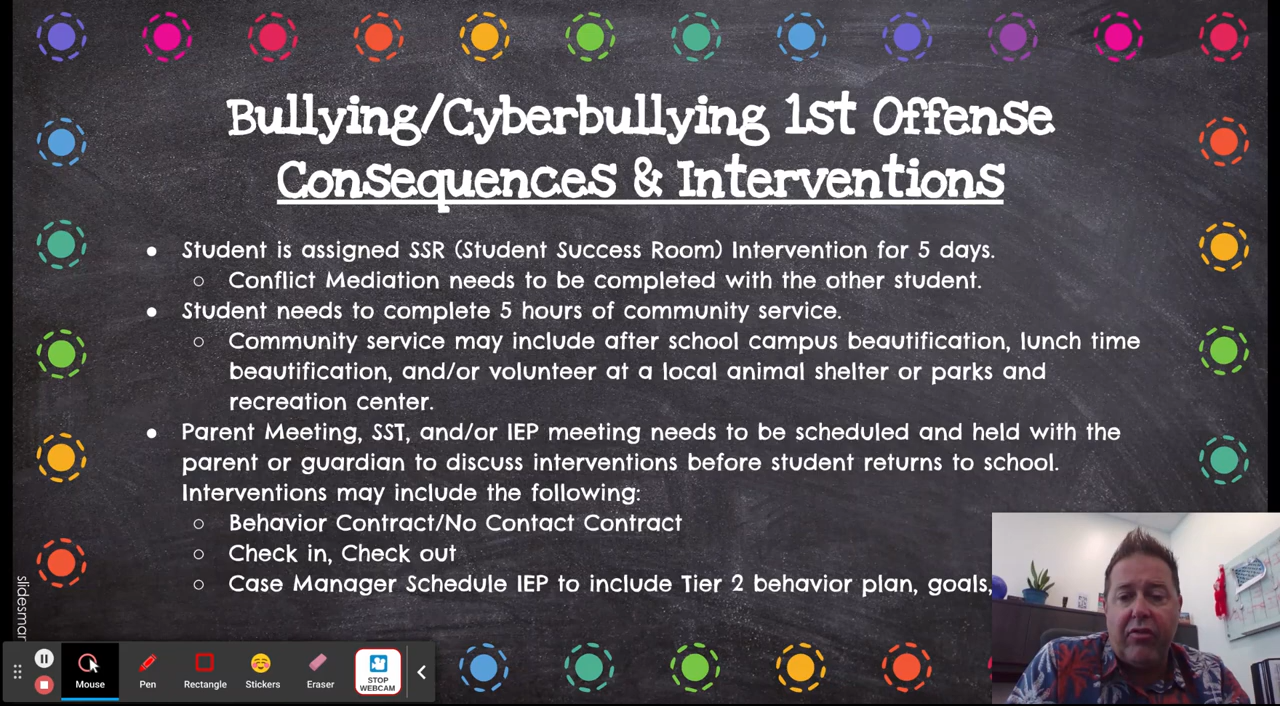 Bullying/Cyberbullying 1st Offense
Consequences & Interventions
● Student is assigned SSR (Student Success Room) Intervention for 5 days.
○ Conflict Mediation needs to be completed with the other student.
● Student needs to complete 5 hours of community service.
○ Community service may include after school campus beautification, lunch time
beautification, and/or volunteer at a local animal shelter or parks and
recreation center.
● Parent Meeting, SST, and/or IEP meeting needs to be scheduled and held with the
parent or guardian to discuss interventions before student returns to school.
Interventions may include the following:
○ Behavior Contract/No Contact Contract
○ Check in, Check out
○ Case Manager Schedule IEP to include Tier 2 behavior plan, goals,
slidesman
Mouse
Pen
Rectangle
Stickers
Eraser
STOP
WEBCAM